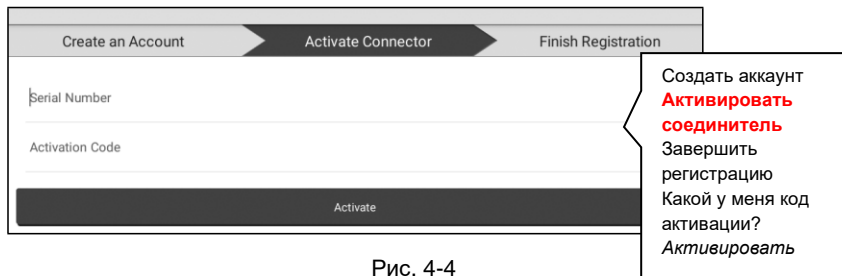 Create an Account Activate Connector Finish Registration
Serial Number
Activation Code
Activate
Создать аккаунт
Активировать
соединитель
Завершить
регистрацию
Какой у меня код
активации?
Активировать
Рис. 4-4